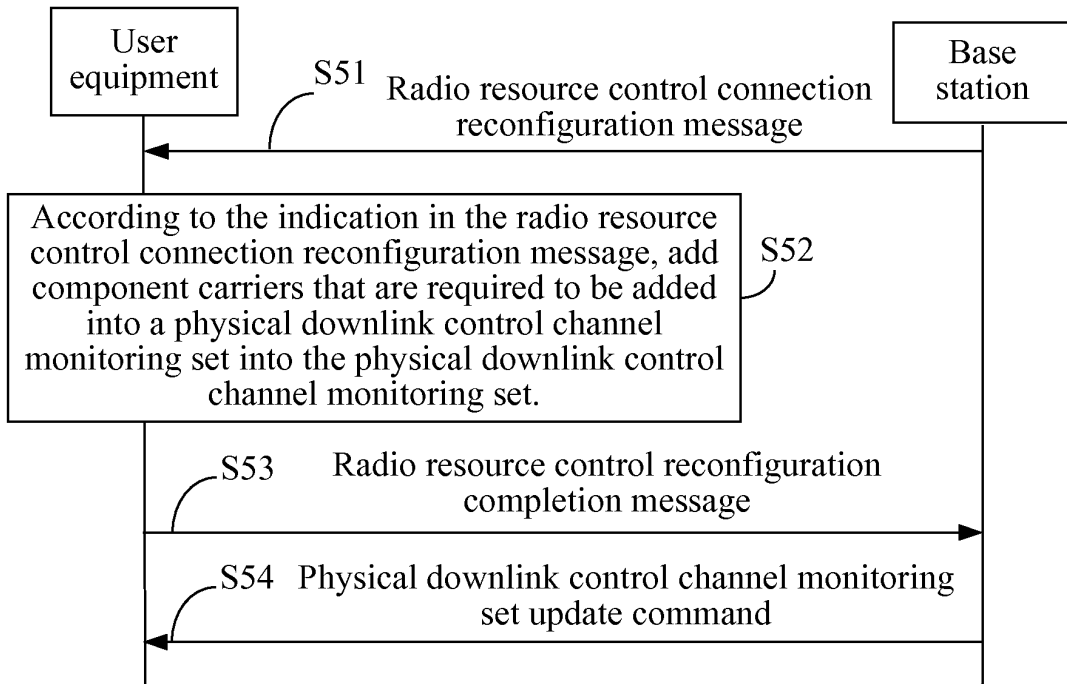 User
equipment
Base
station
S51
Radio resource control connection
reconfiguration message
According to the indication in the radio resource
control connection reconfiguration message, add
component carriers that are required to be added
into a physical downlink control channel
monitoring set into the physical downlink control
channel monitoring set.
S52
S53
Radio resource control reconfiguration
completion message
S54
Physical downlink control channel monitoring
set update command